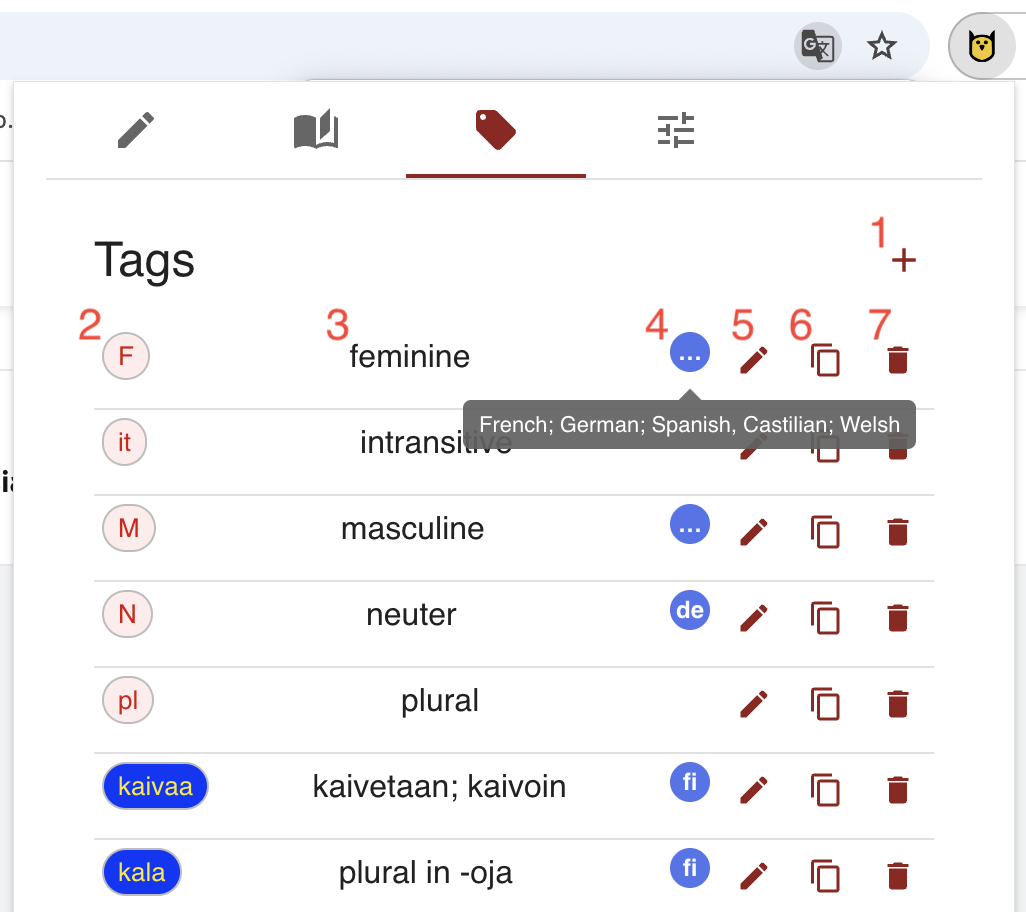 1
Tags
+
2 3 4 5 6 7
F feminine ...
French; German; Spanish, Castilian; Welsh
it intransitive
M masculine ...
N neuter de
pl plural
kaivaa kaivetaan; kaivoin fi
kala plural in -oja fi